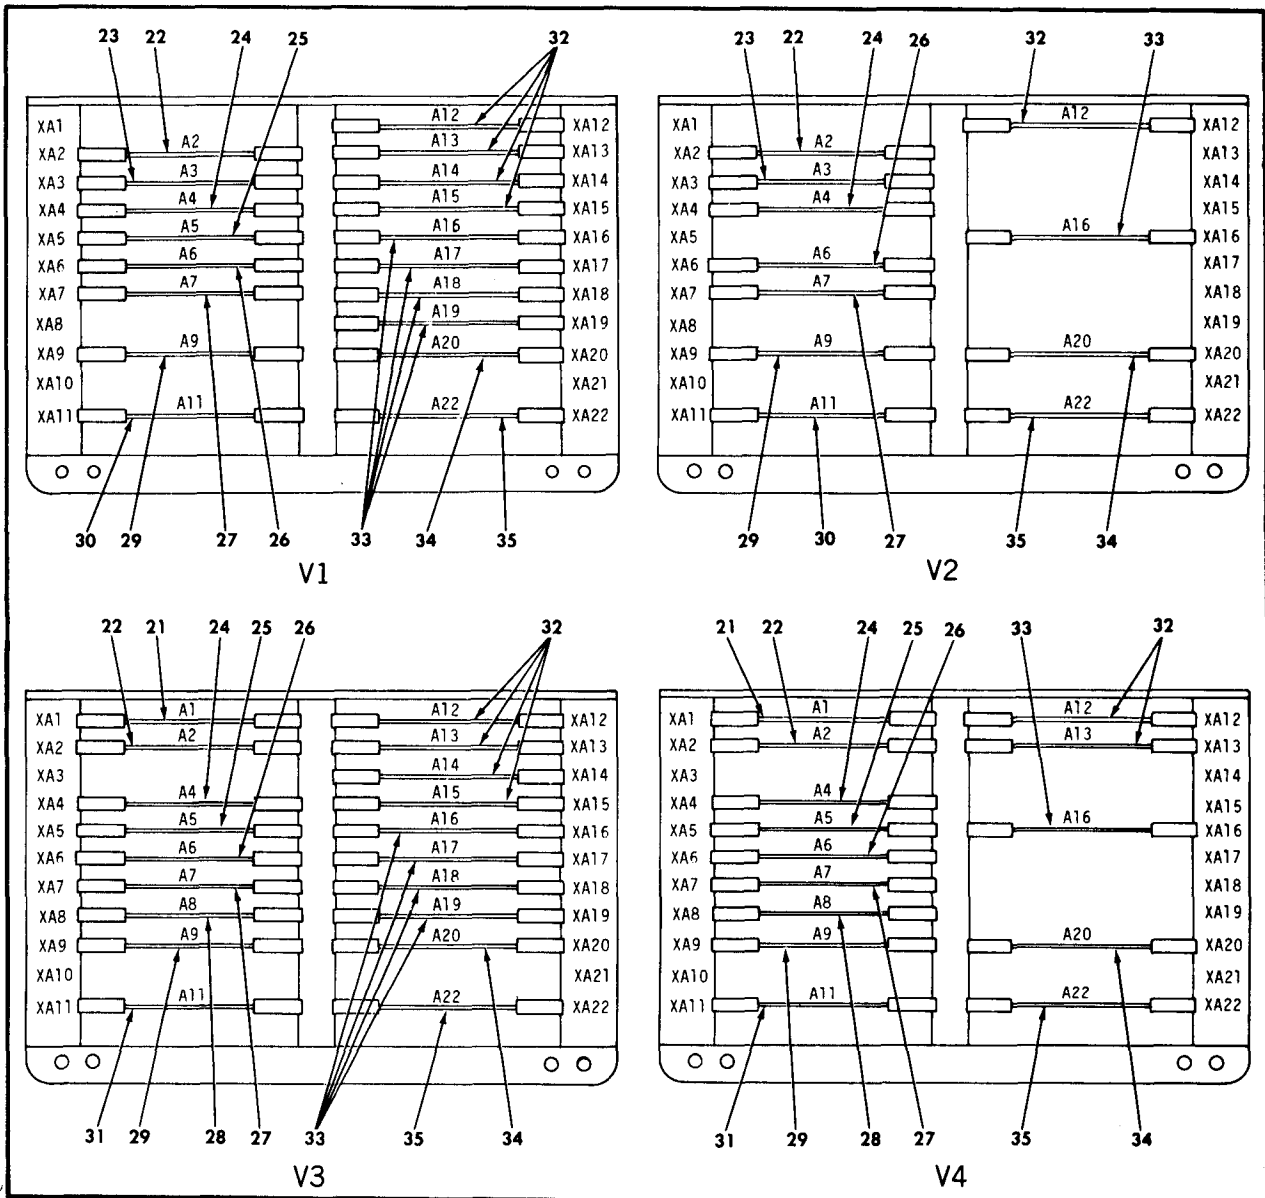 23 22 24 25 32
XA1 A12 XA12
XA2 A2 A13 XA13
XA3 A3 A14 XA14
XA4 A4 A15 XA15
XA5 A5 A16 XA16
XA6 A6 A17 XA17
XA7 A7 A18 XA18
XA8 A19 XA19
XA9 A9 A20 XA20
XA10 XA21
XA11 A11 A22 XA22
30 29 27 26 33 34 35
V1
23 22 24 26 32 33
XA1 A12 XA12
XA2 A2 XA13
XA3 A3 XA14
XA4 A4 XA15
XA5 A16 XA16
XA6 A6 XA17
XA7 A7 XA18
XA8 XA19
XA9 A9 A20 XA20
XA10 XA21
XA11 A11 A22 XA22
29 30 27 35 34
V2
22 21 24 25 26 32
XA1 A1 A12 XA12
XA2 A2 A13 XA13
XA3 A14 XA14
XA4 A4 A15 XA15
XA5 A5 A16 XA16
XA6 A6 A17 XA17
XA7 A7 A18 XA18
XA8 A8 A19 XA19
XA9 A9 A20 XA20
XA10 XA21
XA11 A11 A22 XA22
31 29 28 27 33 35 34
V3
21 22 24 25 26 33 32
XA1 A1 A12 XA12
XA2 A2 A13 XA13
XA3 XA14
XA4 A4 XA15
XA5 A5 A16 XA16
XA6 A6 XA17
XA7 A7 XA18
XA8 A8 XA19
XA9 A9 A20 XA20
XA10 XA21
XA11 A11 A22 XA22
31 29 28 27 35 34
V4